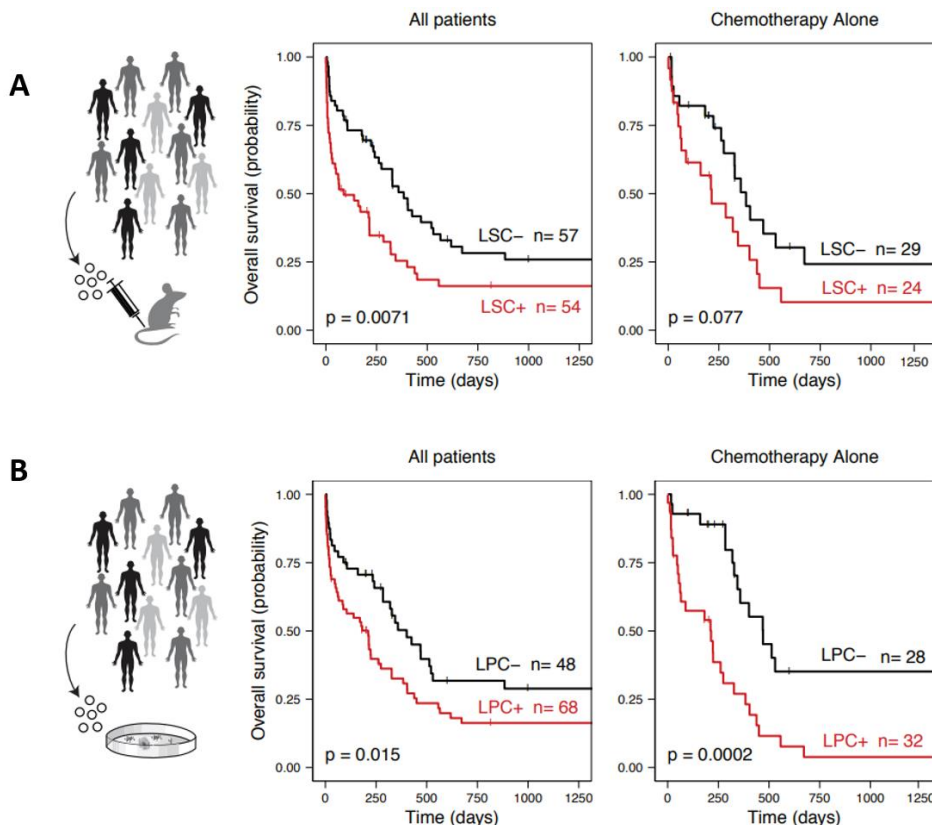 A
All patients
Overall survival (probability)
1.00
0.75
0.50
0.25
0.00
LSC− n= 57
LSC+ n= 54
p = 0.0071
0 250 500 750 1000 1250
Time (days)
Chemotherapy Alone
1.00
0.75
0.50
0.25
0.00
LSC− n= 29
LSC+ n= 24
p = 0.077
0 250 500 750 1000 1250
Time (days)
B
All patients
Overall survival (probability)
1.00
0.75
0.50
0.25
0.00
LPC− n= 48
LPC+ n= 68
p = 0.015
0 250 500 750 1000 1250
Time (days)
Chemotherapy Alone
1.00
0.75
0.50
0.25
0.00
LPC− n= 28
LPC+ n= 32
p = 0.0002
0 250 500 750 1000 1250
Time (days)